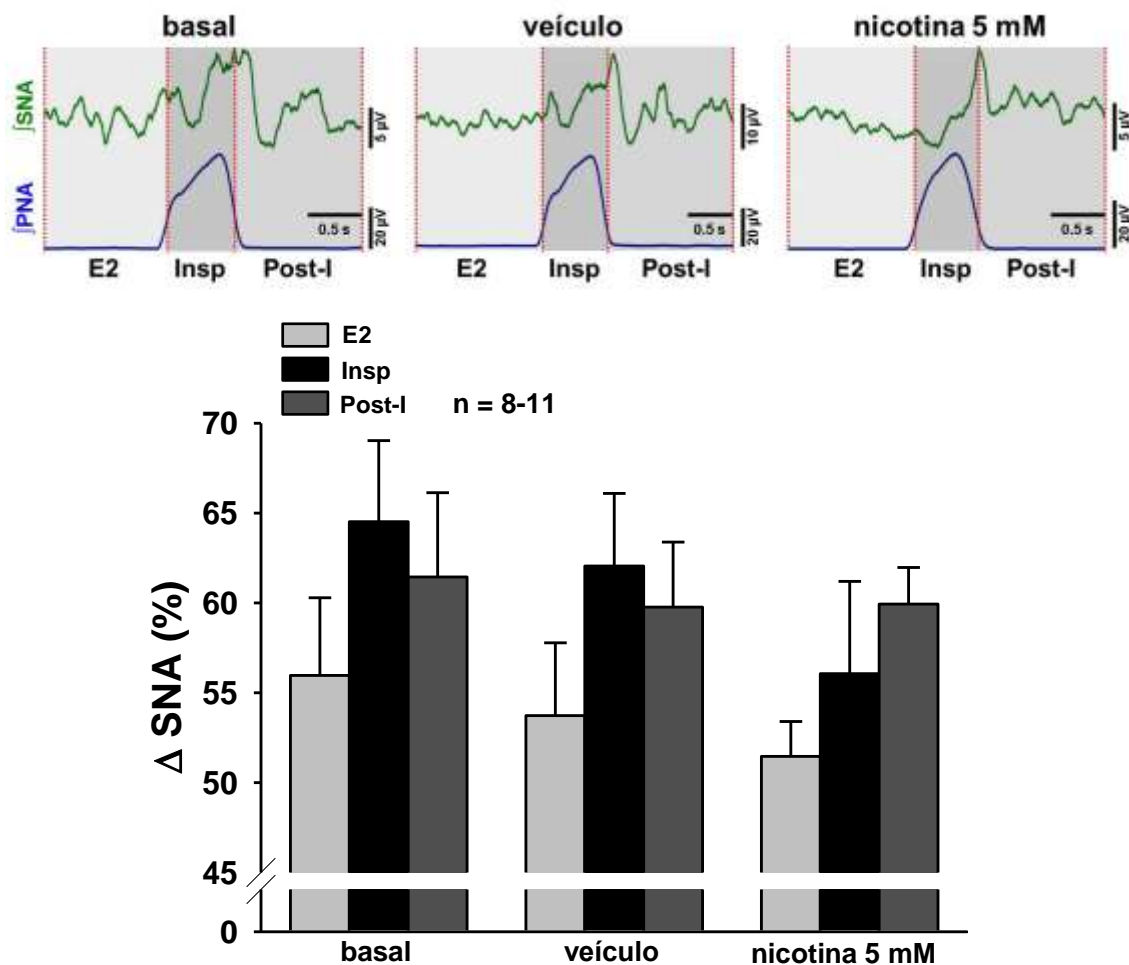 basal veículo nicotina 5 mM
∫SNA
5 µV
10 µV
5 µV
∫PNA
0.5 s
20 µV
0.5 s
20 µV
0.5 s
20 µV
E2 Insp Post-I E2 Insp Post-I E2 Insp Post-I
E2
Insp
Post-I n = 8-11
Δ SNA (%)
70
65
60
55
50
45
0
basal veículo nicotina 5 mM